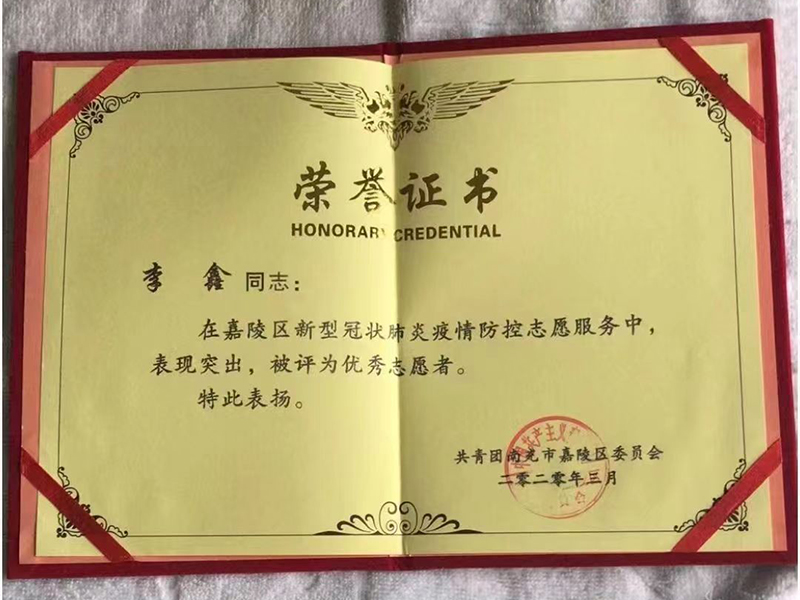 荣誉证书
HONORARY CREDENTIAL
李 鑫 同志：
在嘉陵区新型冠状肺炎疫情防控志愿服务中，
表现突出，被评为优秀志愿者。
特此表扬。
共青团南充市嘉陵区委员会
二零二零年三月